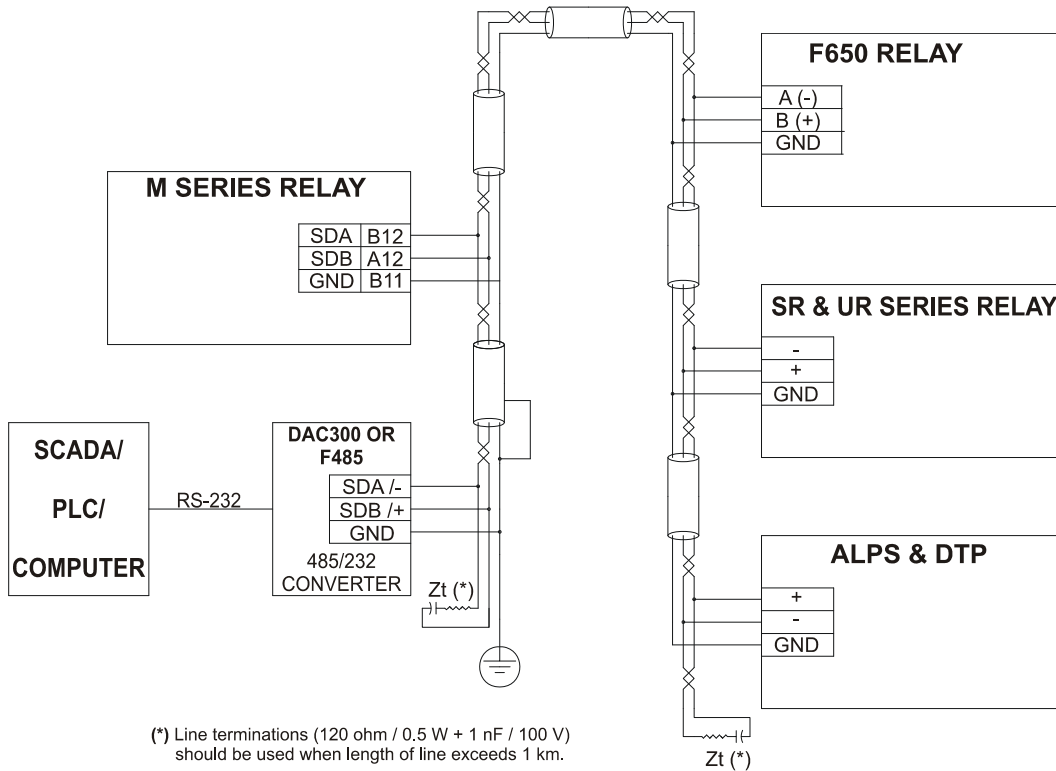 F650 RELAY
A (-)
B (+)
GND
M SERIES RELAY
SDA B12
SDB A12
GND B11
SR & UR SERIES RELAY
-
+
GND
SCADA/
PLC/
COMPUTER
RS-232
DAC300 OR
F485
SDA /-
SDB /+
GND
485/232
CONVERTER
Zt (*)
ALPS & DTP
+
-
GND
Zt (*)
(*) Line terminations (120 ohm / 0.5 W + 1 nF / 100 V)
should be used when length of line exceeds 1 km.